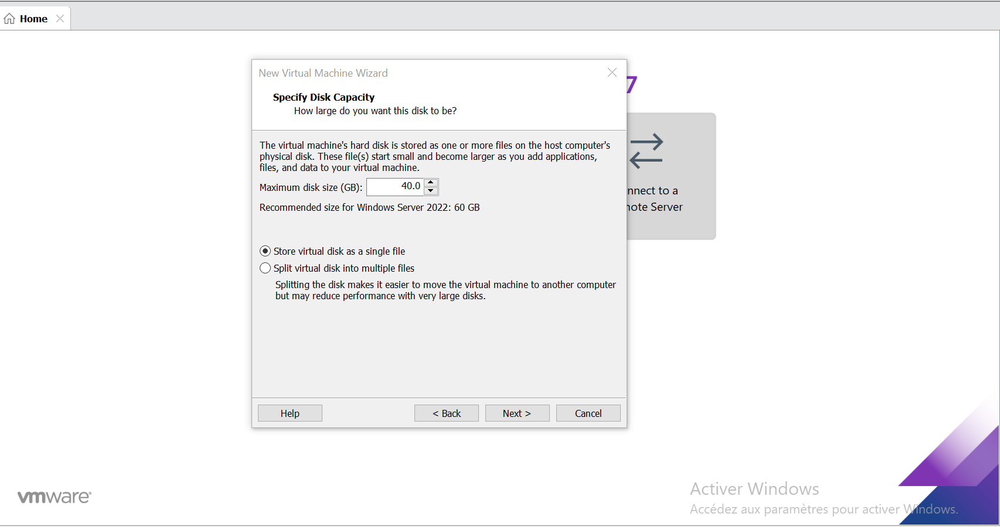 Home
New Virtual Machine Wizard
7
Specify Disk Capacity
How large do you want this disk to be?
The virtual machine's hard disk is stored as one or more files on the host computer's
physical disk. These file(s) start small and become larger as you add applications,
files, and data to your virtual machine.
Maximum disk size (GB): 40.0
Recommended size for Windows Server 2022: 60 GB
nnect to a
note Server
Store virtual disk as a single file
Split virtual disk into multiple files
Splitting the disk makes it easier to move the virtual machine to another computer
but may reduce performance with very large disks.
Help
< Back
Next >
Cancel
vmware®
Activer Windows
Accédez aux paramètres pour activer Windows.